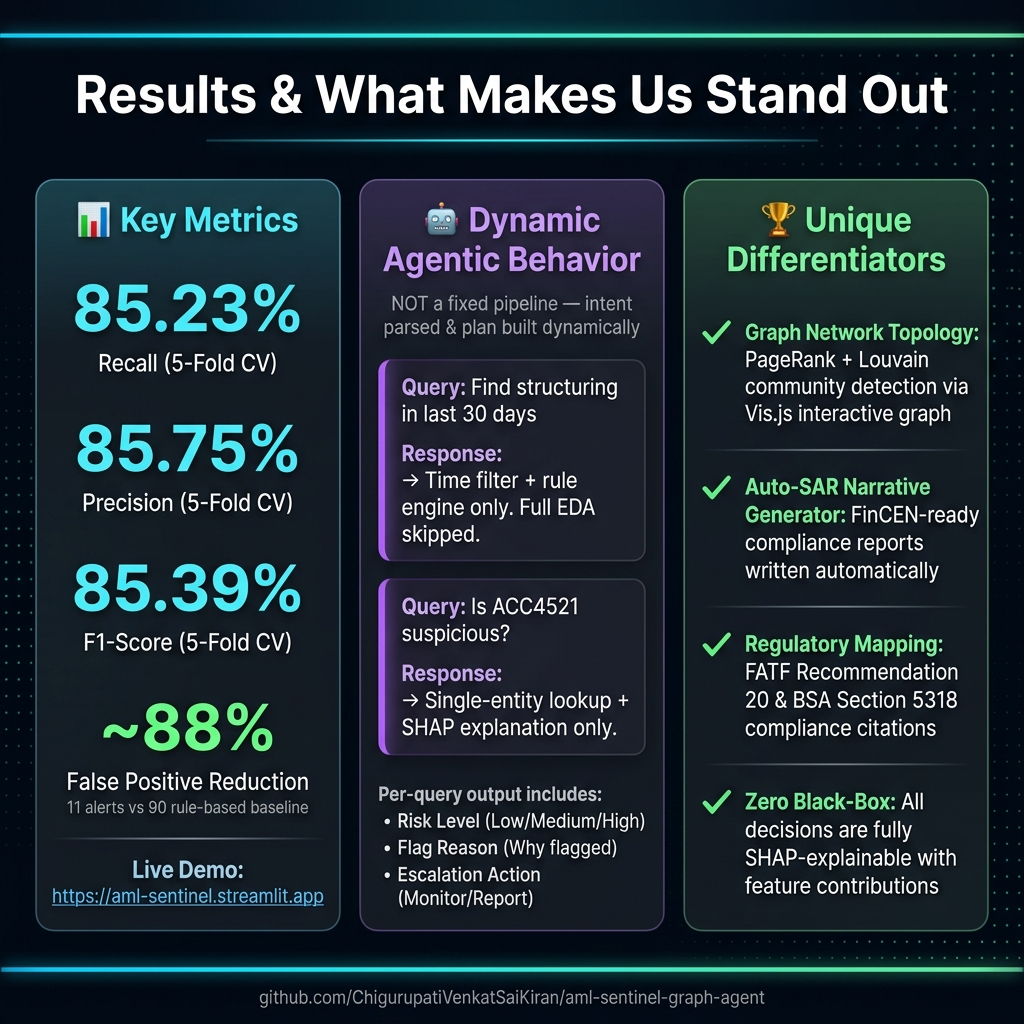 Results & What Makes Us Stand Out
📊 Key Metrics
85.23%
Recall (5-Fold CV)
85.75%
Precision (5-Fold CV)
85.39%
F1-Score (5-Fold CV)
~88%
False Positive Reduction
11 alerts vs 90 rule-based baseline
Live Demo:
https://aml-sentinel.streamlit.app
🤖 Dynamic
Agentic Behavior
NOT a fixed pipeline — intent
parsed & plan built dynamically
Query: Find structuring
in last 30 days
Response:
→ Time filter + rule
engine only. Full EDA
skipped.
Query: Is ACC4521
suspicious?
Response:
→ Single-entity lookup +
SHAP explanation only.
Per-query output includes:
• Risk Level (Low/Medium/High)
• Flag Reason (Why flagged)
• Escalation Action
(Monitor/Report)
🏆 Unique
Differentiators
✓ Graph Network Topology:
PageRank + Louvain
community detection via
Vis.js interactive graph
✓ Auto-SAR Narrative
Generator: FinCEN-ready
compliance reports
written automatically
✓ Regulatory Mapping:
FATF Recommendation
20 & BSA Section 5318
compliance citations
✓ Zero Black-Box: All
decisions are fully
SHAP-explainable with
feature contributions
github.com/ChigurupatiVenkatSaiKiran/aml-sentinel-graph-agent